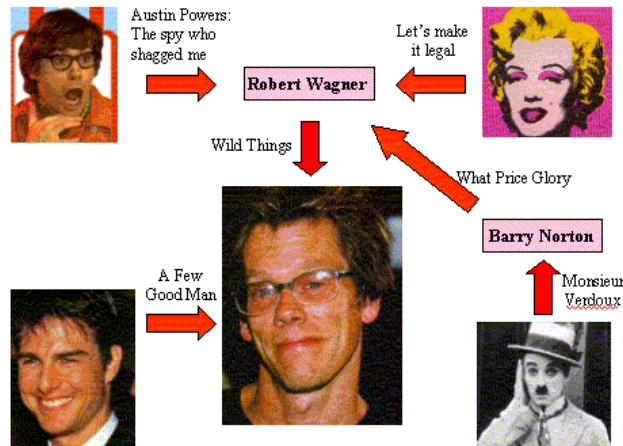 Austin Powers:
The spy who
shagged me
Let's make
it legal
Robert Wagner
Wild Things
What Price Glory
Barry Norton
A Few
Good Man
Monsieur
Verdoux